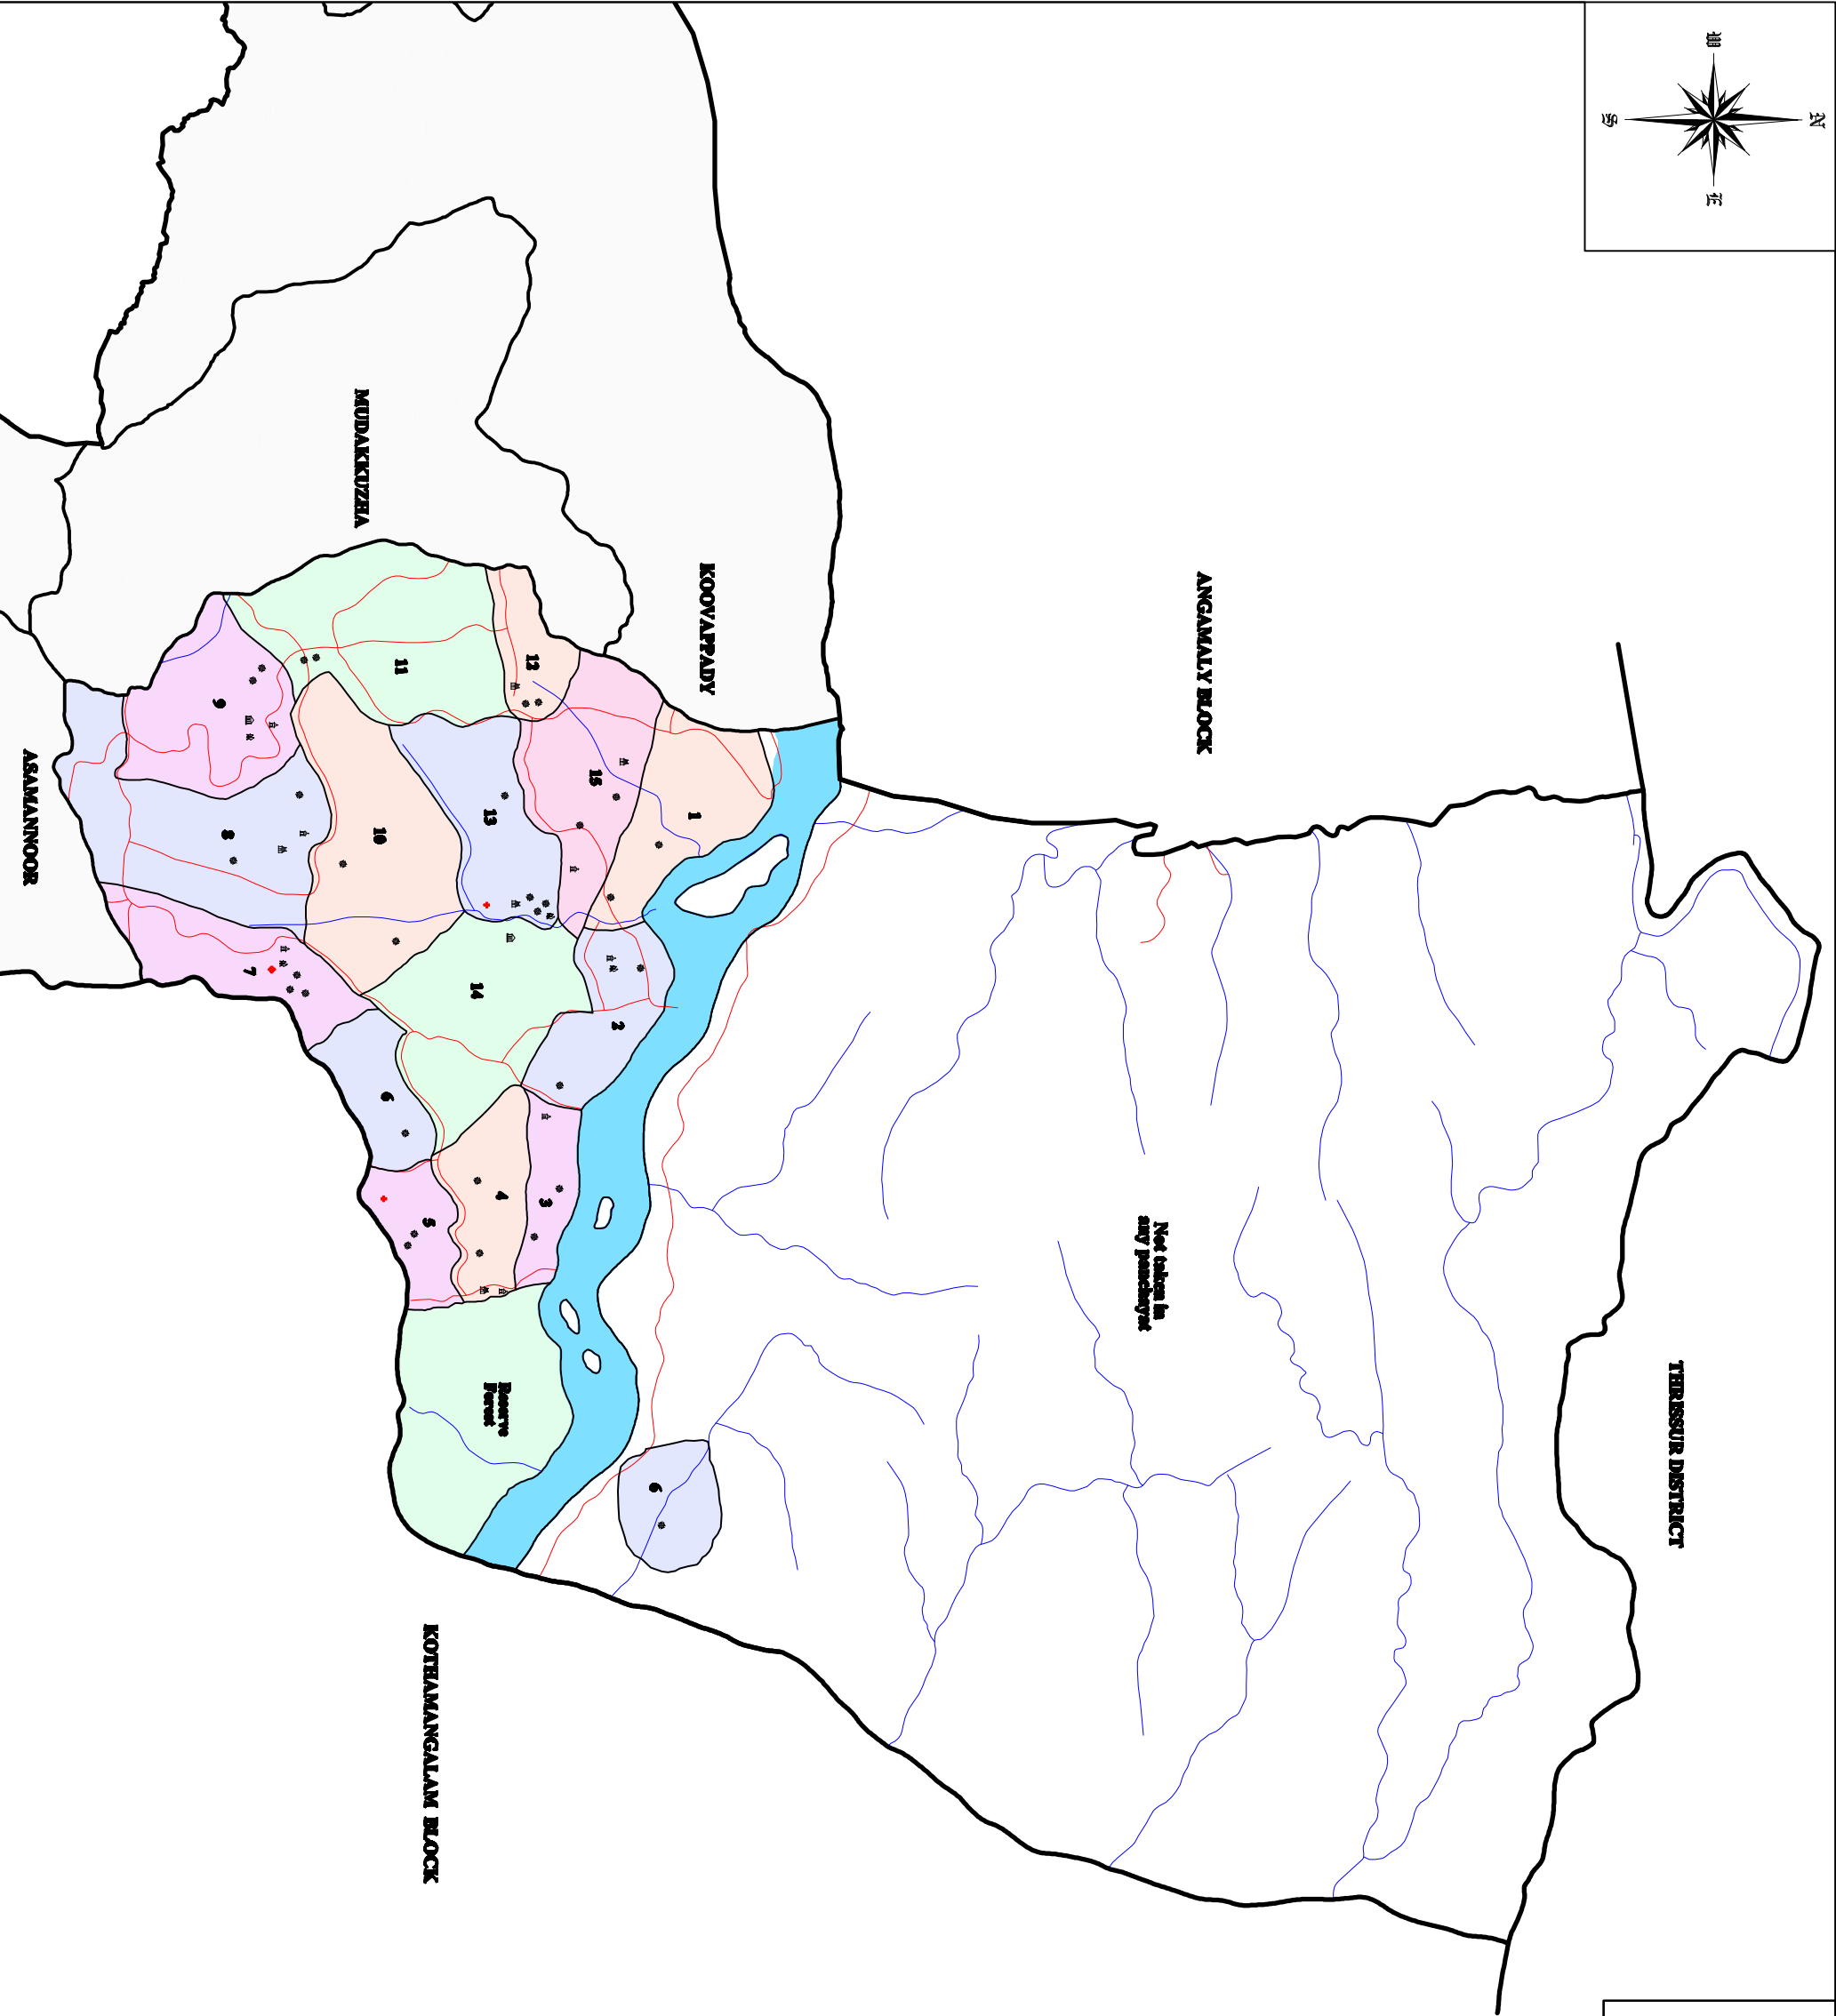 N
W
E
S
THRISSUR DISTRICT
ANGAMALY BLOCK
Not taken in
any panchayat
KOOVAPPADY
MUDAKKUZHA
ASAMANNOOR
KOTHAMANGALAM BLOCK
Reserve
Forest
1
2
3
4
5
6
6
7
8
9
10
11
12
13
14
15